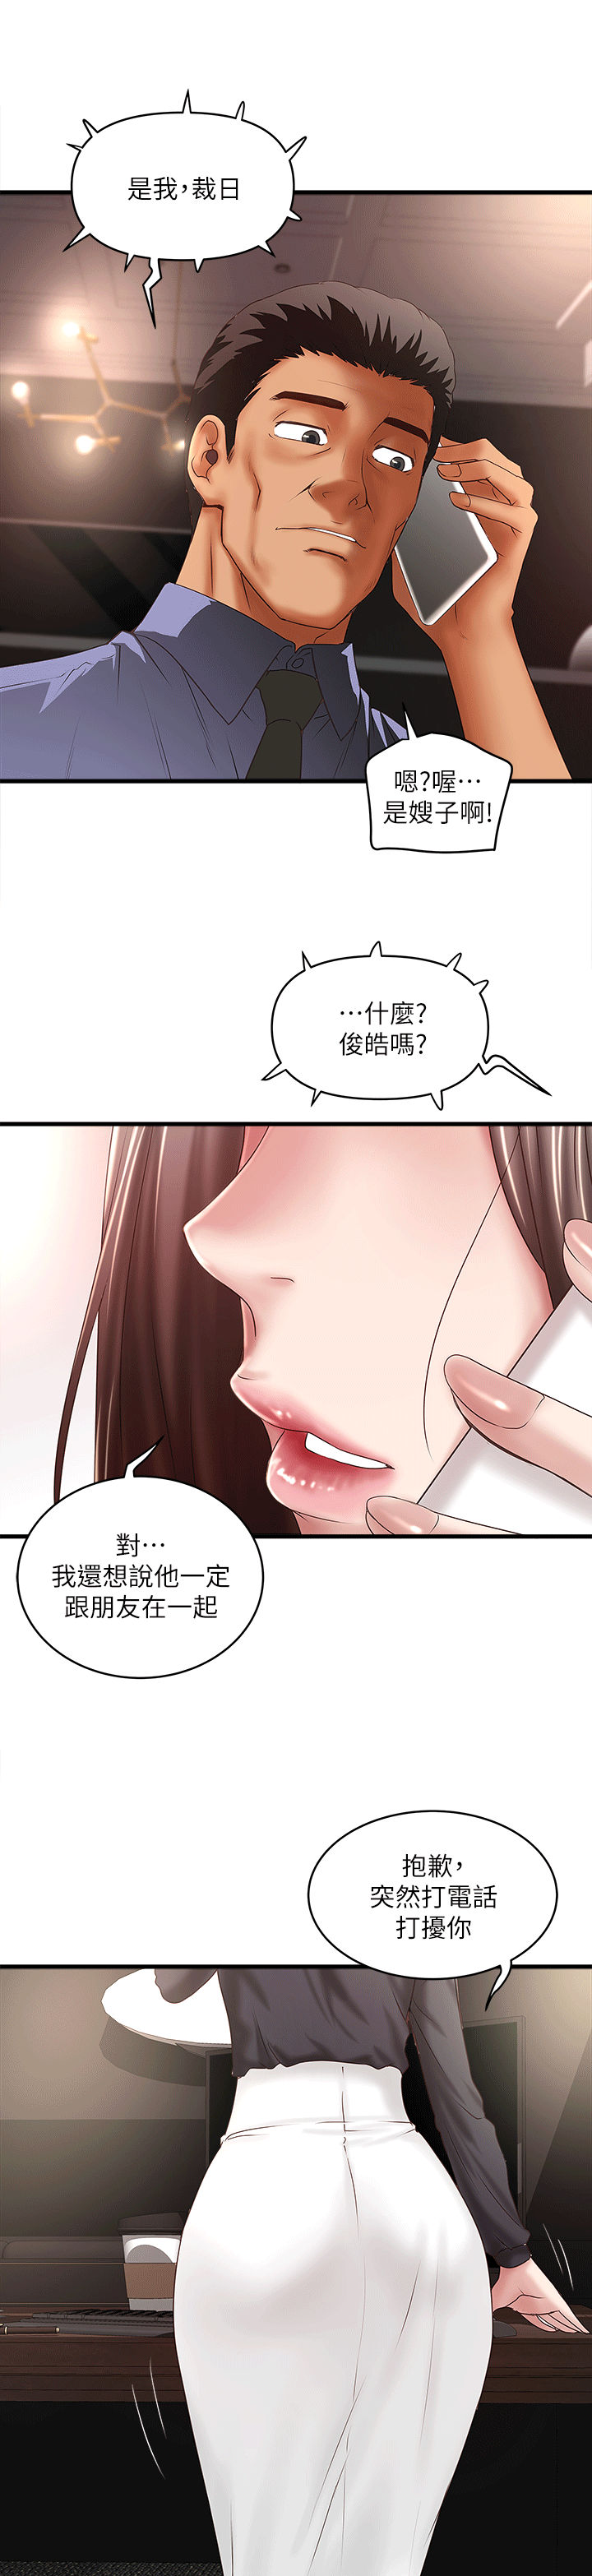 是我，裁日
嗯?喔…
是嫂子啊!
…什麼?
俊皓嗎?
對…
我還想說他一定
跟朋友在一起
抱歉，
突然打電話
打擾你